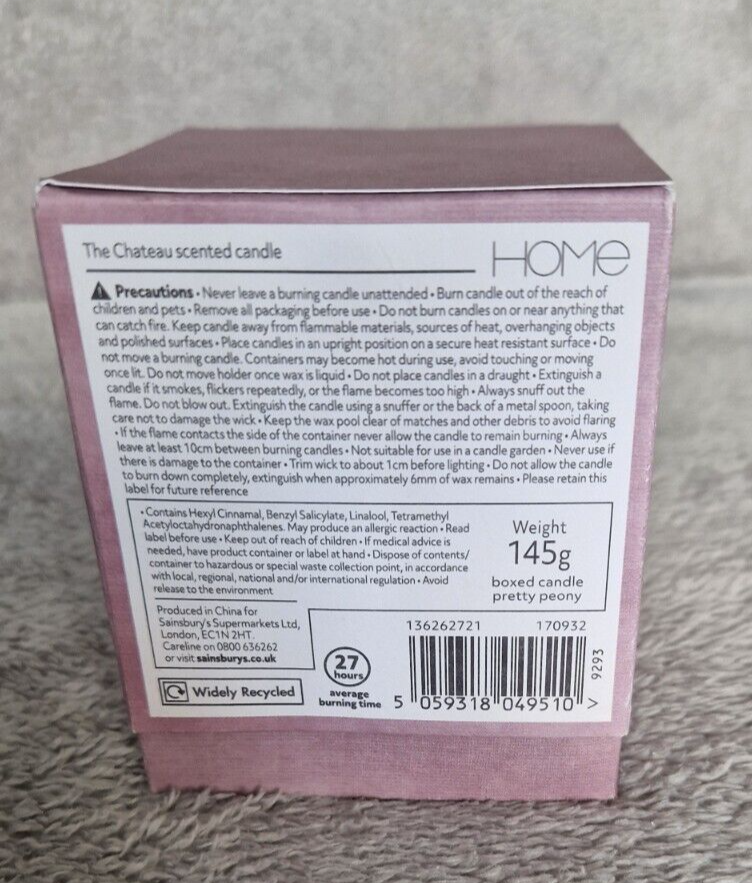 The Chateau scented candle
HOMe
Precautions • Never leave a burning candle unattended • Burn candle out of the reach of
children and pets • Remove all packaging before use • Do not burn candles on or near anything that
can catch fire. Keep candle away from flammable materials, sources of heat, overhanging objects
and polished surfaces • Place candles in an upright position on a secure heat resistant surface • Do
not move a burning candle. Containers may become hot during use, avoid touching or moving
once lit. Do not move holder once wax is liquid • Do not place candles in a draught • Extinguish a
candle if it smokes, flickers repeatedly, or the flame becomes too high • Always snuff out the
flame. Do not blow out. Extinguish the candle using a snuffer or the back of a metal spoon, taking
care not to damage the wick • Keep the wax pool clear of matches and other debris to avoid flaring
• If the flame contacts the side of the container never allow the candle to remain burning • Always
leave at least 10cm between burning candles • Not suitable for use in a candle garden • Never use if
there is damage to the container • Trim wick to about 1cm before lighting • Do not allow the candle
to burn down completely, extinguish when approximately 6mm of wax remains • Please retain this
label for future reference
• Contains Hexyl Cinnamal, Benzyl Salicylate, Linalool, Tetramethyl
Acetyloctahydronaphthalenes. May produce an allergic reaction • Read
label before use • Keep out of reach of children • If medical advice is
needed, have product container or label at hand • Dispose of contents/
container to hazardous or special waste collection point, in accordance
with local, regional, national and/or international regulation • Avoid
release to the environment
Weight
145g
boxed candle
pretty peony
Produced in China for
Sainsbury's Supermarkets Ltd,
London, EC1N 2HT.
Careline on 0800 636262
or visit sainsburys.co.uk
Widely Recycled
27
hours
average
burning time
136262721 170932
9293
5 059318 049510 >